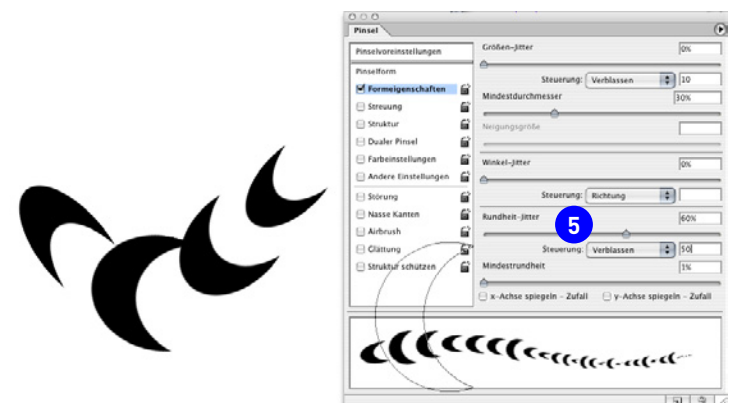 Pinsel
Pinselvoreinstellungen
Pinselform
Formeigenschaften
Streuung
Struktur
Dualer Pinsel
Farbeinstellungen
Andere Einstellungen
Störung
Nasse Kanten
Airbrush
Glättung
Struktur schützen
Größen-Jitter 0%
Steuerung: Verblassen 10
Mindestdurchmesser 30%
Neigungsgröße
Winkel-Jitter 0%
Steuerung: Richtung
Rundheit-Jitter 60%
5
Steuerung: Verblassen 50
Mindestrundheit 1%
x-Achse spiegeln - Zufall y-Achse spiegeln - Zufall